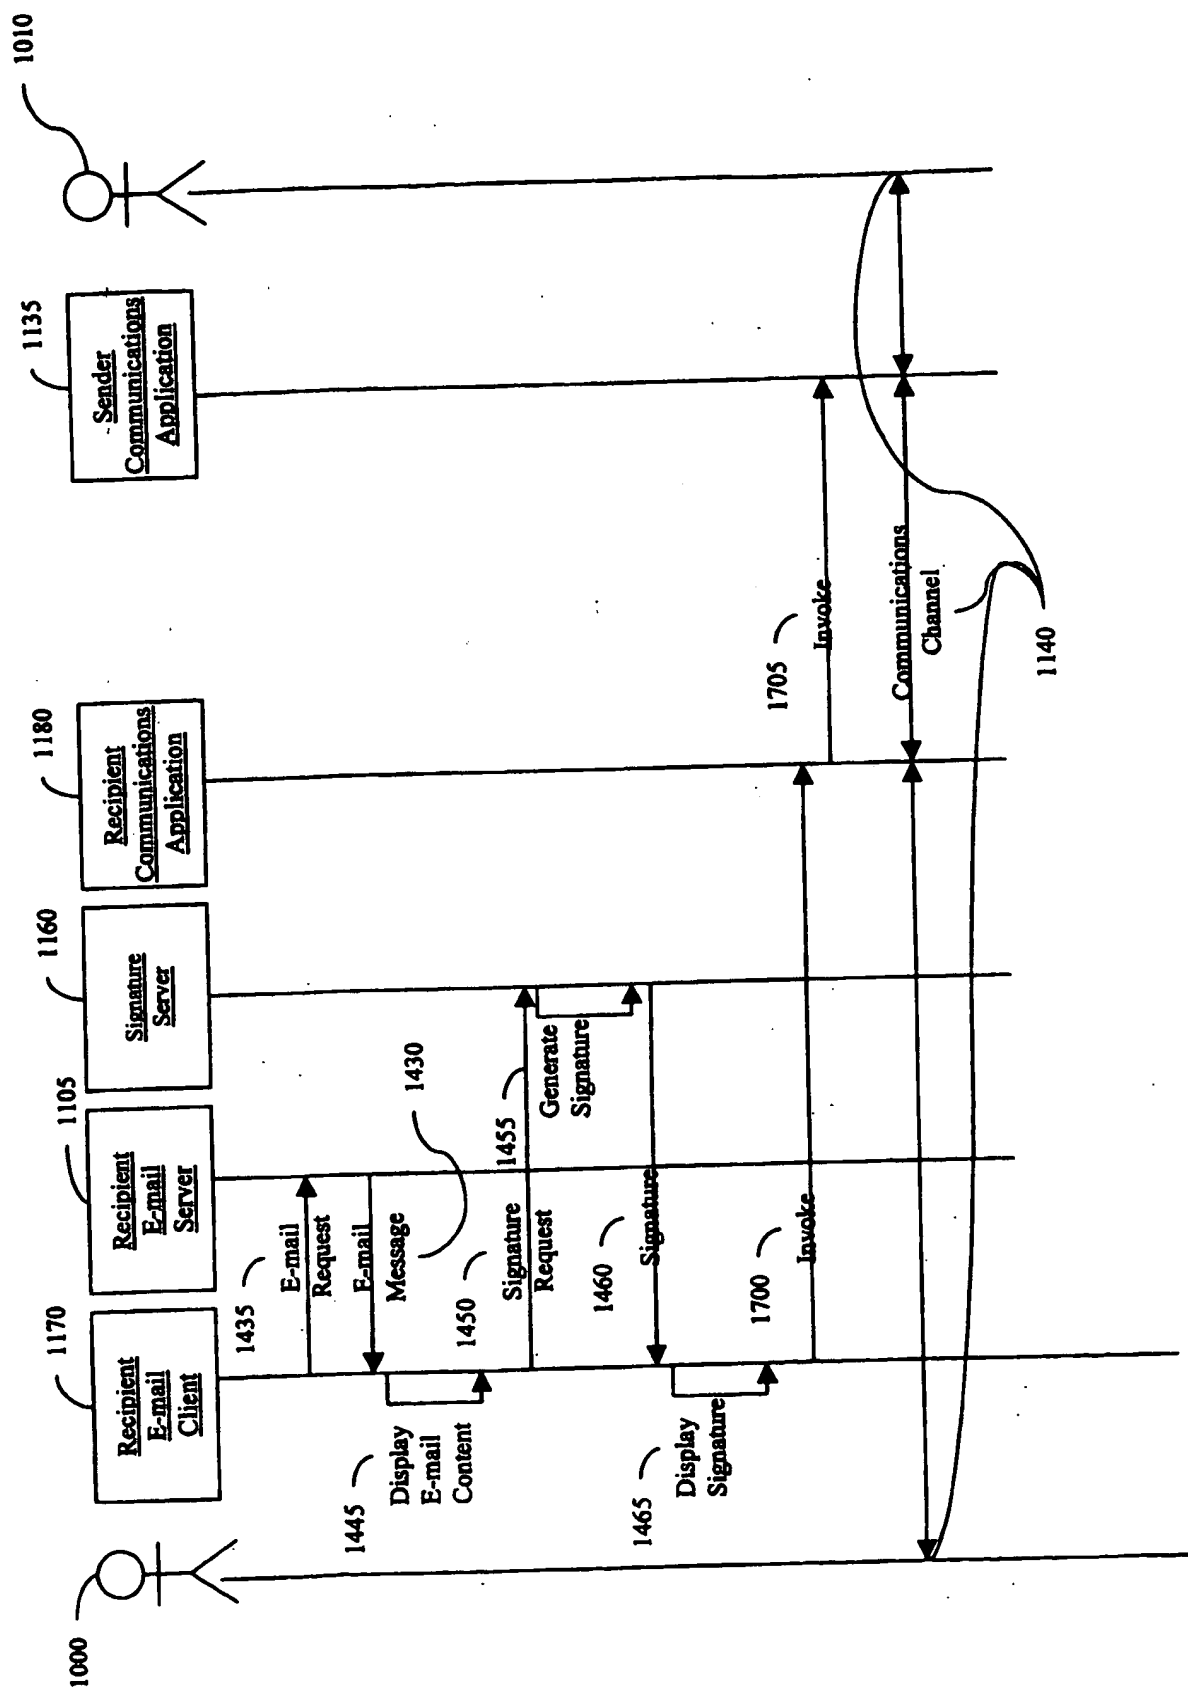 1000
1170
Recipient
E-mail
Client
1105
Recipient
E-mail
Server
1160
Signature
Server
1180
Recipient
Communications
Application
1135
Sender
Communications
Application
1010
1435
E-mail
Request
E-mail
Message
1430
1445
Display
E-mail
Content
1450
Signature
Request
1455
Generate
Signature
1460
Signature
1465
Display
Signature
1700
Invoke
1705
Invoke
Communications
Channel
1140